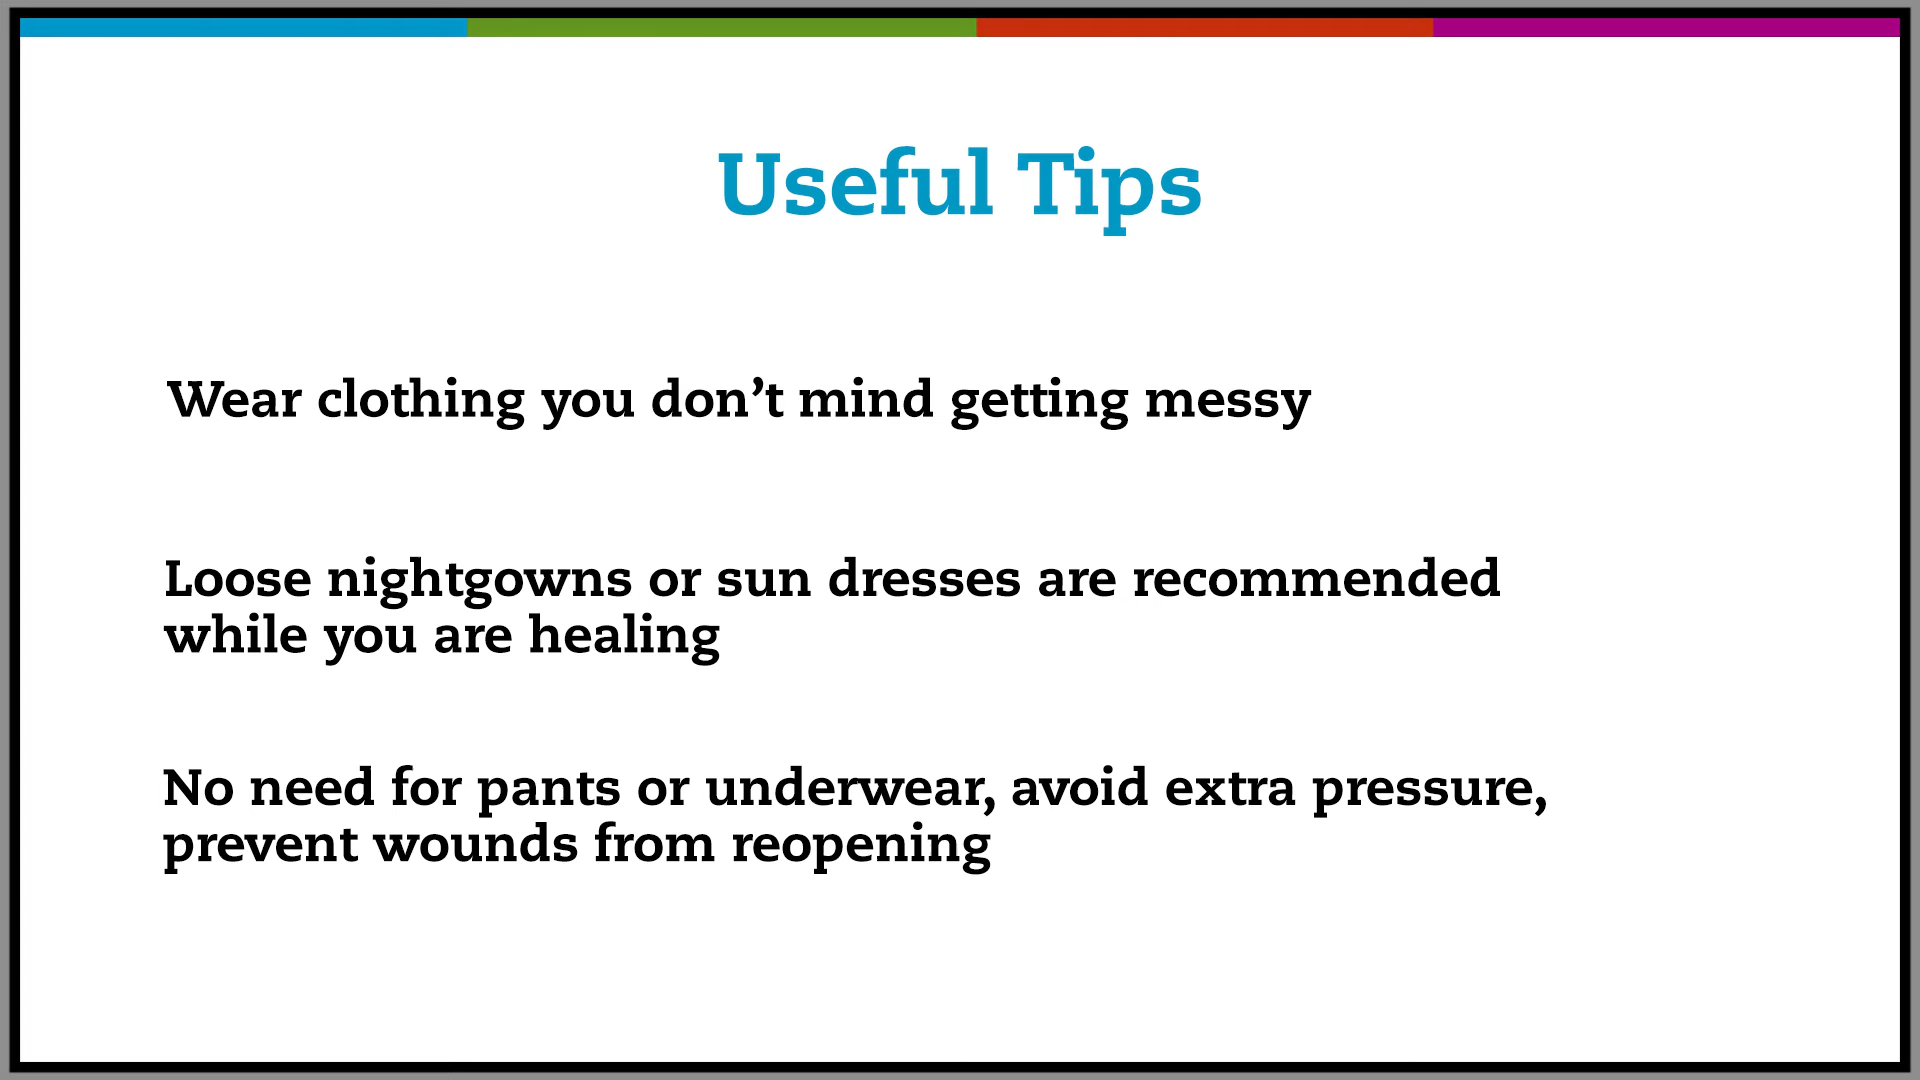 Useful Tips
Wear clothing you don’t mind getting messy
Loose nightgowns or sun dresses are recommended
while you are healing
No need for pants or underwear, avoid extra pressure,
prevent wounds from reopening